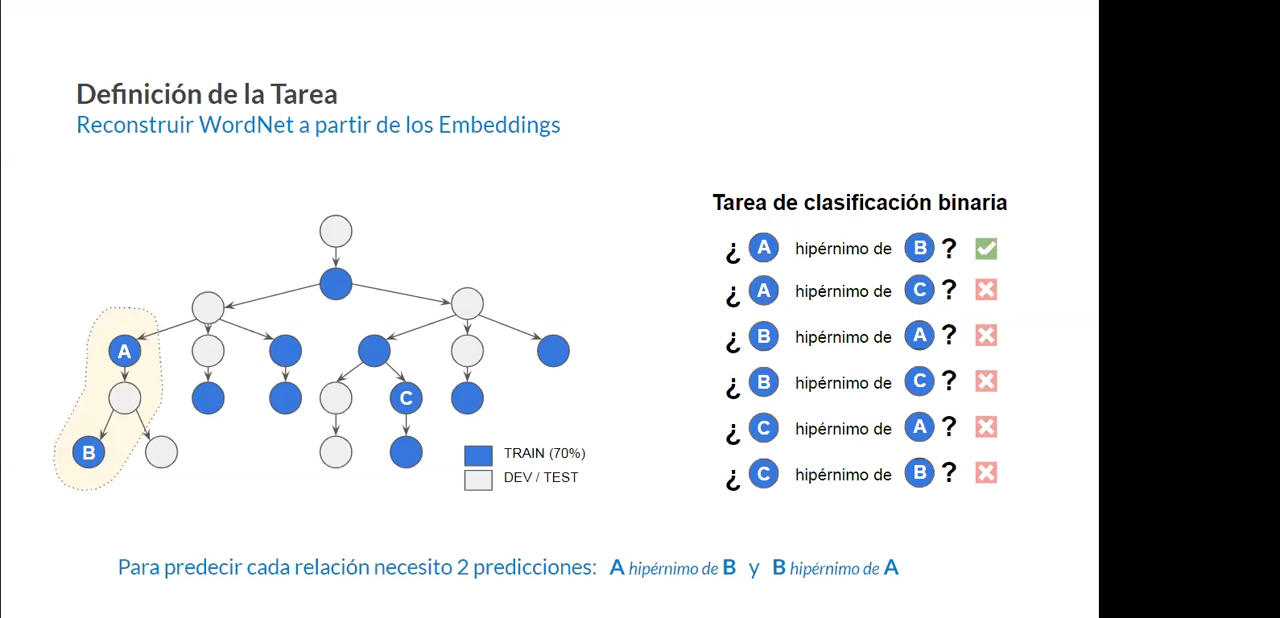 Definición de la Tarea
Reconstruir WordNet a partir de los Embeddings
A
B
C
TRAIN (70%)
DEV / TEST
Tarea de clasificación binaria
¿ A hipérnimo de B ?
¿ A hipérnimo de C ?
¿ B hipérnimo de A ?
¿ B hipérnimo de C ?
¿ C hipérnimo de A ?
¿ C hipérnimo de B ?
Para predecir cada relación necesito 2 predicciones: A hipérnimo de B y B hipérnimo de A